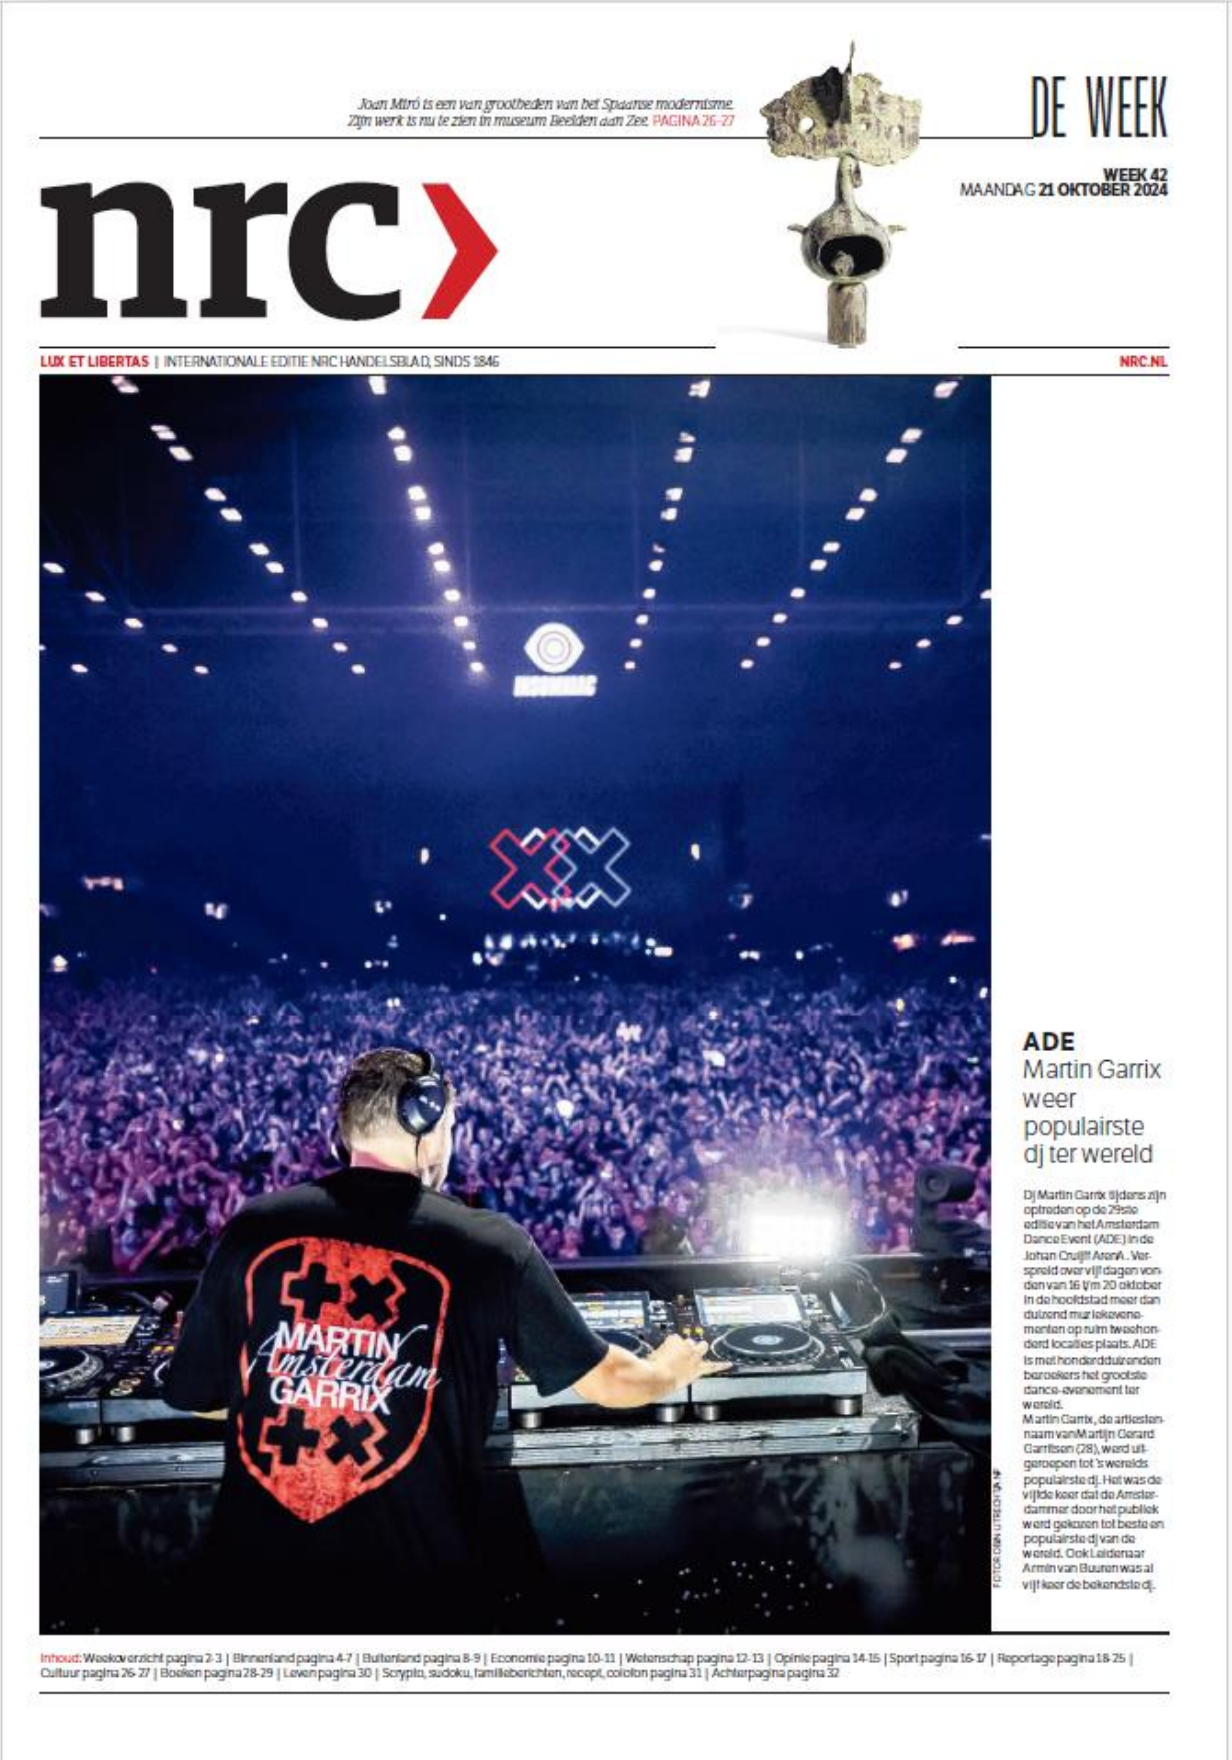 Joan Miró is een van grootheden van het Spaanse modernisme.
Zijn werk is nu te zien in museum Beelden aan Zee. PAGINA 26-27
DE WEEK
WEEK 42
MAANDAG 21 OKTOBER 2024
nrc
LUX ET LIBERTAS | INTERNATIONALE EDITIE NRC HANDELSBLAD, SINDS 1846
NRC.NL
INSOMNIAC
MARTIN
Amsterdam
GARRIX
ADE
Martin Garrix
weer
populairste
dj ter wereld
Dj Martin Garrix tijdens zijn
optreden op de 29ste
editie van het Amsterdam
Dance Event (ADE) in de
Johan Cruijff ArenA. Ver-
spreid over vijf dagen von-
den van 16 t/m 20 oktober
in de hoofdstad meer dan
duizend muziekevene-
menten op ruim tweehon-
derd locaties plaats. ADE
is met honderdduizenden
bezoekers het grootste
dance-evenement ter
wereld.
Martin Garrix, de artiesten-
naam van Martijn Gerard
Garritsen (28), werd uit-
geroepen tot 's werelds
populairste dj. Het was de
vijfde keer dat de Amster-
dammer door het publiek
werd gekozen tot beste en
populairste dj van de
wereld. Ook Leidenaar
Armin van Buuren was al
vijf keer de bekendste dj.
Inhoud: Weekoverzicht pagina 2-3 | Binnenland pagina 4-7 | Buitenland pagina 8-9 | Economie pagina 10-11 | Wetenschap pagina 12-13 | Opinie pagina 14-15 | Sport pagina 16-17 | Reportage pagina 18-25 |
Cultuur pagina 26-27 | Boeken pagina 28-29 | Leven pagina 30 | Scrypto, sudoku, familieberichten, recept, colofon pagina 31 | Achterpagina pagina 32